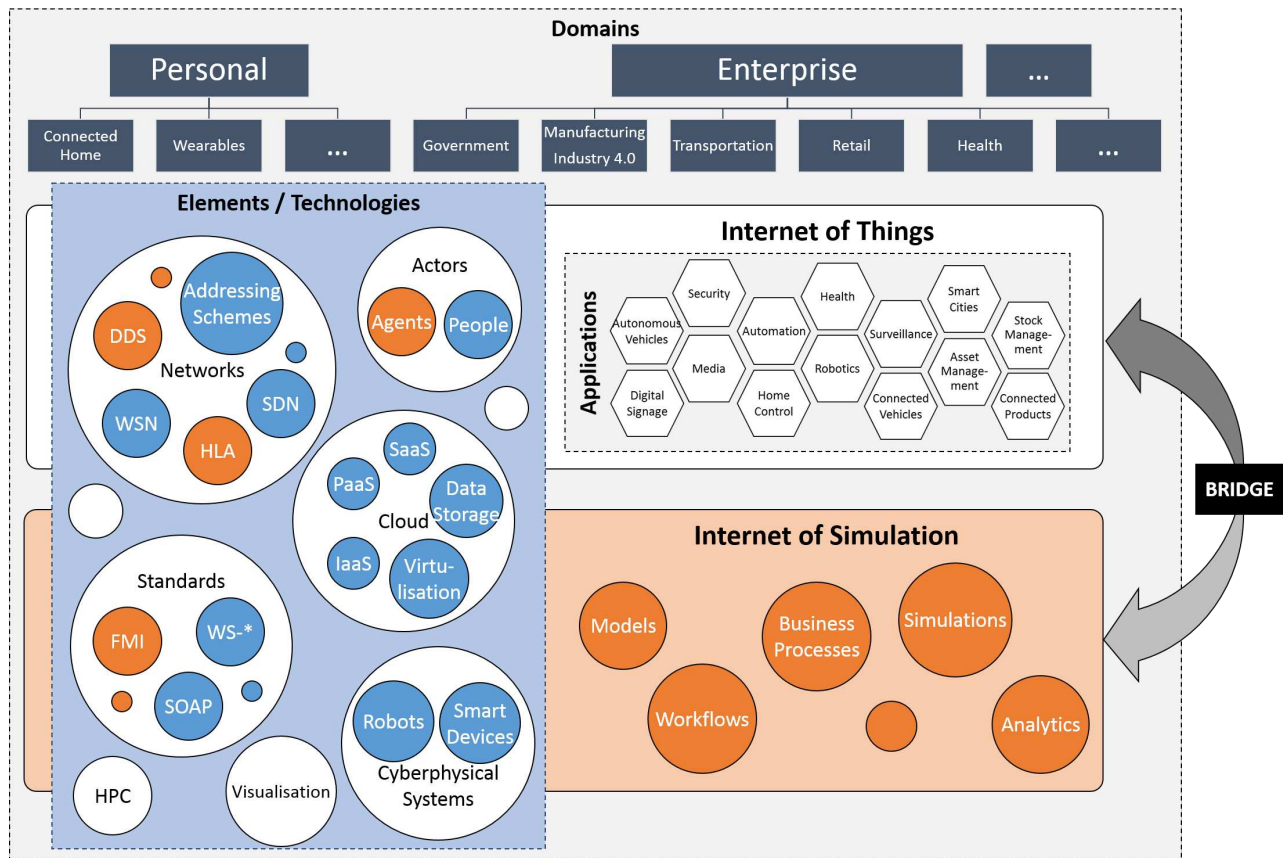 Domains
Personal
Enterprise
...
Connected
Home
Wearables
...
Government
Manufacturing
Industry 4.0
Transportation
Retail
Health
...
Elements / Technologies
Addressing
Schemes
DDS
Networks
WSN
SDN
HLA
Actors
Agents
People
SaaS
PaaS
Data
Storage
Cloud
IaaS
Virtu-
lisation
Standards
FMI
WS-*
SOAP
Robots
Smart
Devices
Cyberphysical
Systems
HPC
Visualisation
Internet of Things
Applications
Security
Health
Smart
Cities
Autonomous
Vehicles
Automation
Surveillance
Stock
Manage-
ment
Media
Robotics
Asset
Manage-
ment
Digital
Signage
Home
Control
Connected
Vehicles
Connected
Products
BRIDGE
Internet of Simulation
Models
Business
Processes
Simulations
Workflows
Analytics